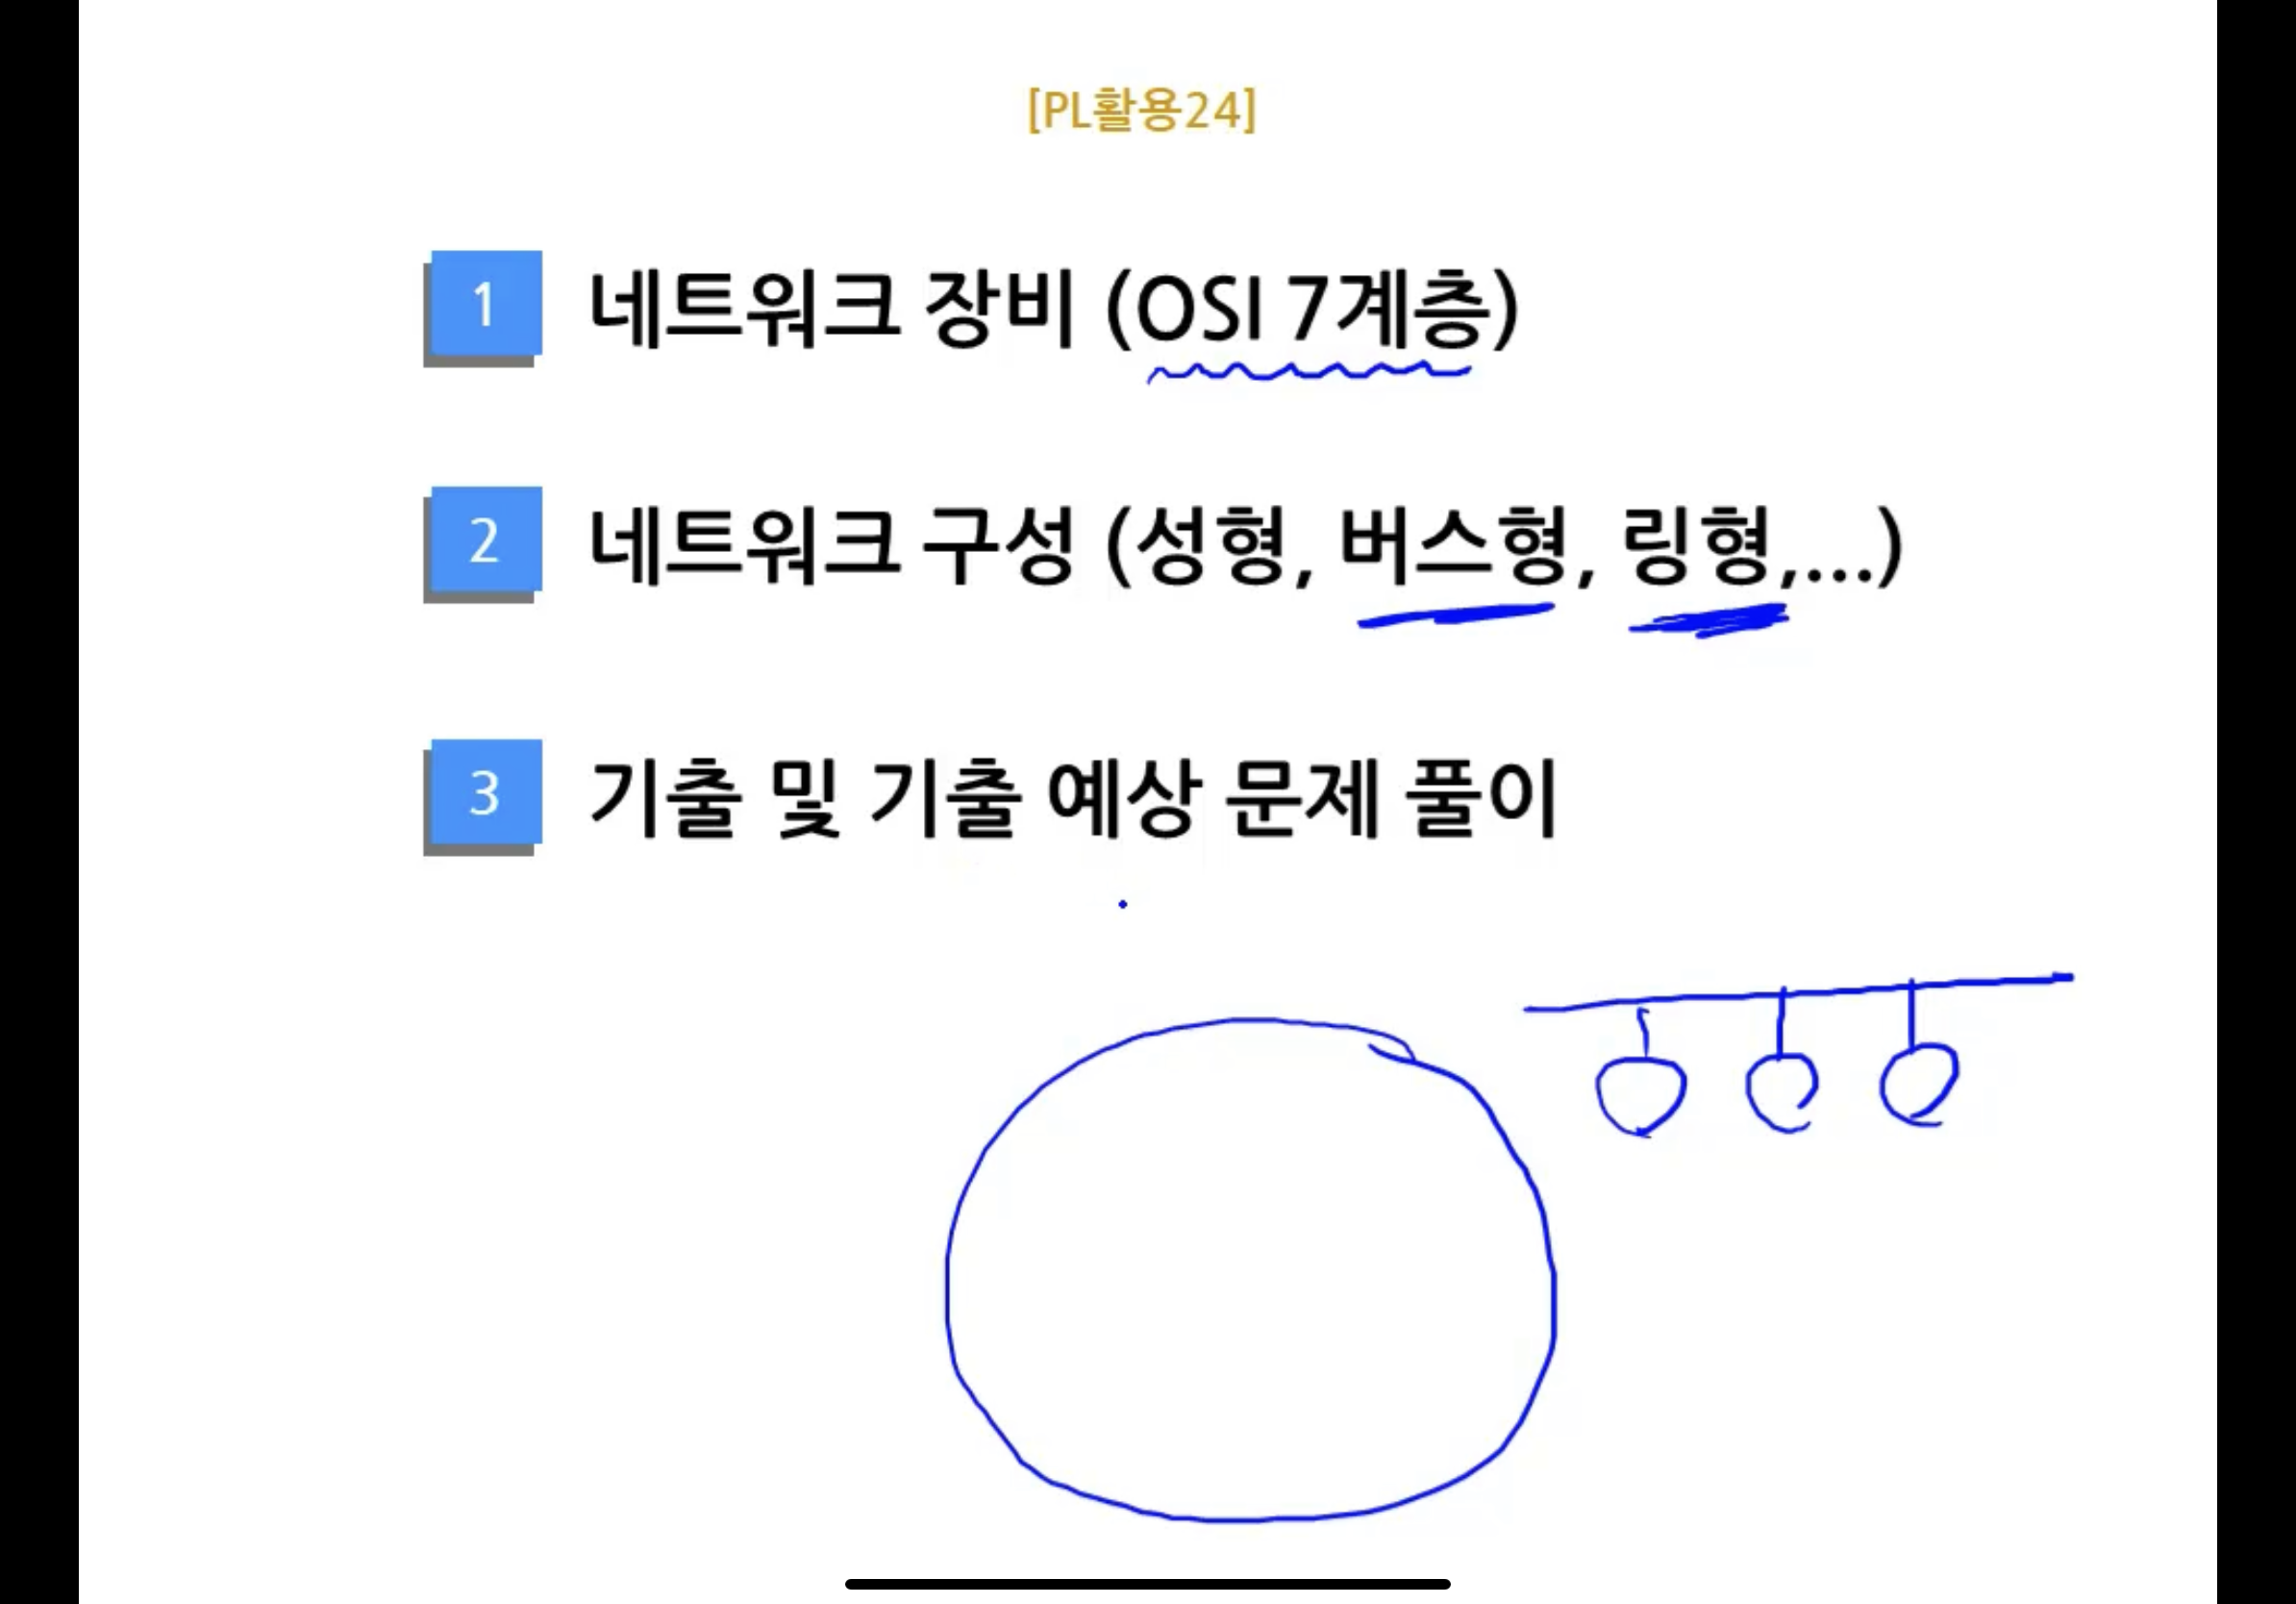 [PL활용24]
1 네트워크 장비 (OSI 7계층)
2 네트워크 구성 (성형, 버스형, 링형,...)
3 기출 및 기출 예상 문제 풀이